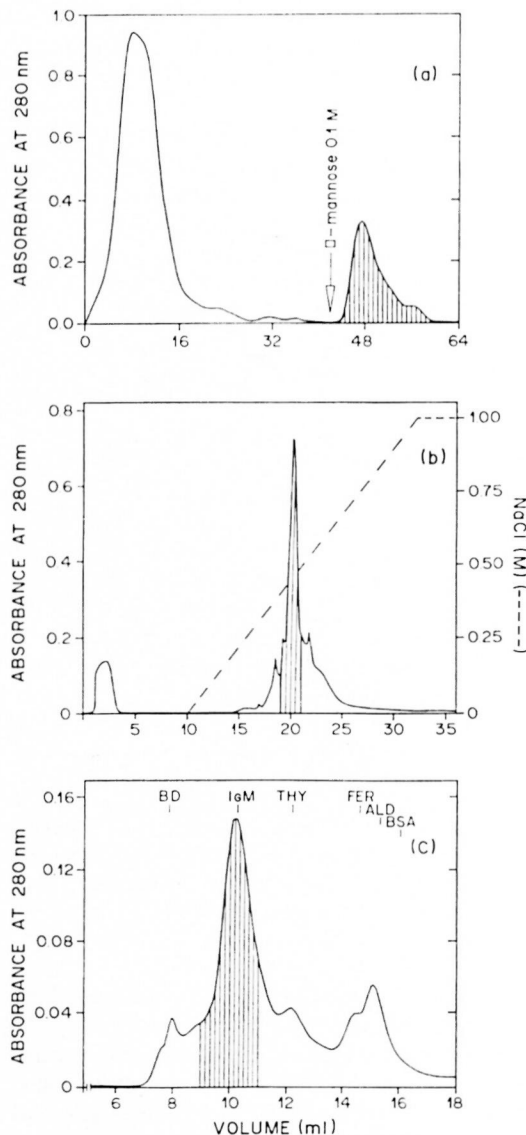 ABSORBANCE AT 280 nm
1.0
0.8
0.6
0.4
0.2
0.0
(a)
D-mannose 0.1 M
0
16
32
48
64
ABSORBANCE AT 280 nm
0.8
0.6
0.4
0.2
0
(b)
1.00
0.75
0.50
0.25
0
NaCl (M) (-----)
5
10
15
20
25
30
35
ABSORBANCE AT 280 nm
0.16
0.12
0.08
0.04
0
BD
IgM
THY
FER
ALD
BSA
(C)
6
8
10
12
14
16
18
VOLUME (ml)